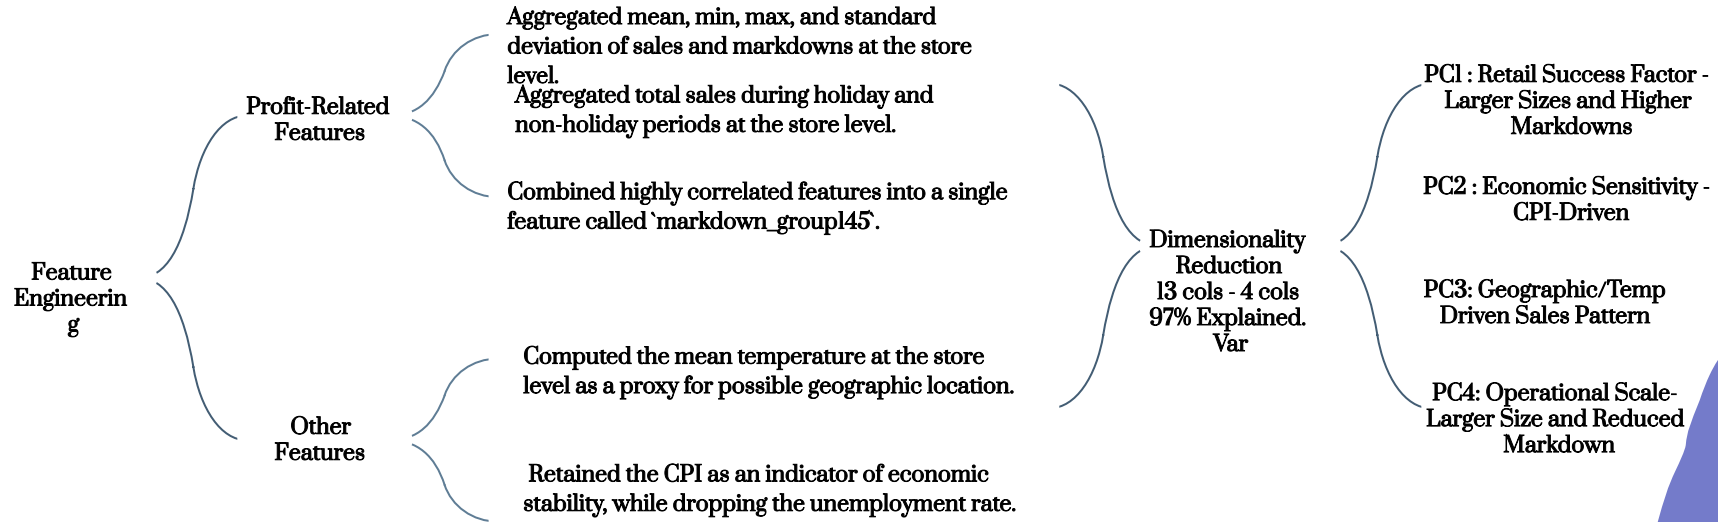 Feature
Engineerin
g
Profit-Related
Features
Other
Features
Aggregated mean, min, max, and standard
deviation of sales and markdowns at the store
level.
Aggregated total sales during holiday and
non-holiday periods at the store level.
Combined highly correlated features into a single
feature called `markdown_group145`.
Computed the mean temperature at the store
level as a proxy for possible geographic location.
Retained the CPI as an indicator of economic
stability, while dropping the unemployment rate.
Dimensionality
Reduction
13 cols - 4 cols
97% Explained.
Var
PC1 : Retail Success Factor -
Larger Sizes and Higher
Markdowns
PC2 : Economic Sensitivity -
CPI-Driven
PC3: Geographic/Temp
Driven Sales Pattern
PC4: Operational Scale-
Larger Size and Reduced
Markdown